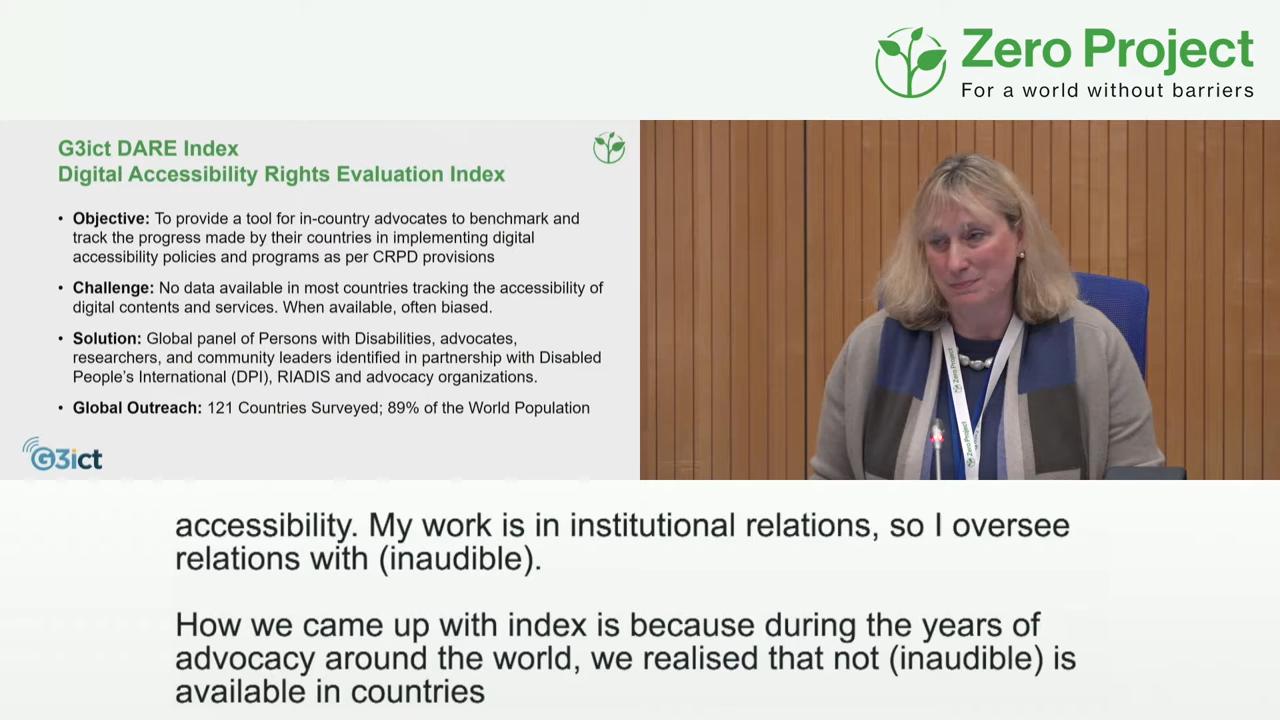 Zero Project
For a world without barriers
G3ict DARE Index
Digital Accessibility Rights Evaluation Index
• Objective: To provide a tool for in-country advocates to benchmark and
track the progress made by their countries in implementing digital
accessibility policies and programs as per CRPD provisions
• Challenge: No data available in most countries tracking the accessibility of
digital contents and services. When available, often biased.
• Solution: Global panel of Persons with Disabilities, advocates,
researchers, and community leaders identified in partnership with Disabled
People's International (DPI), RIADIS and advocacy organizations.
• Global Outreach: 121 Countries Surveyed; 89% of the World Population
G3ict
Zero Project
Zero Project
accessibility. My work is in institutional relations, so I oversee
relations with (inaudible).
How we came up with index is because during the years of
advocacy around the world, we realised that not (inaudible) is
available in countries